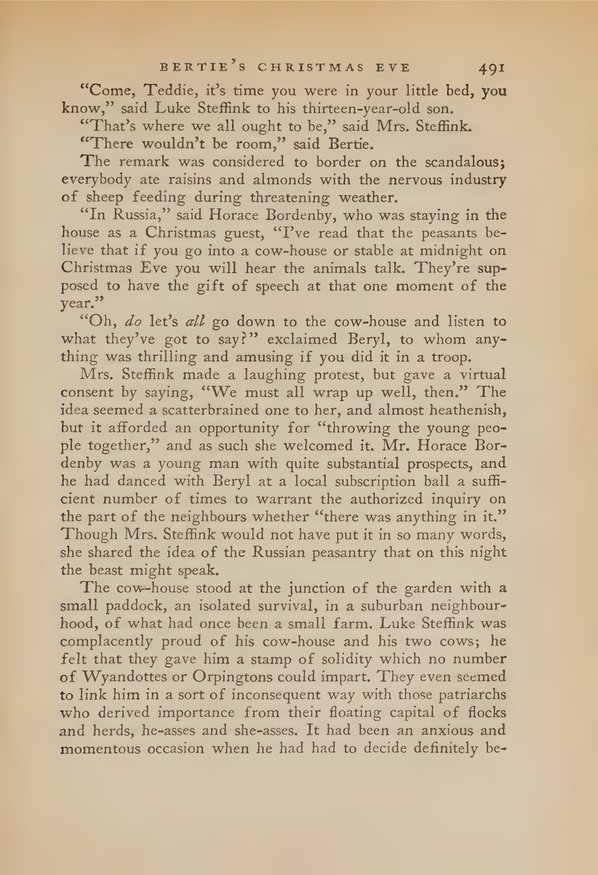 BERTIE'S CHRISTMAS EVE 491
“Come, Teddie, it's time you were in your little bed, you
know,” said Luke Steffink to his thirteen-year-old son.
“That's where we all ought to be,” said Mrs. Steffink.
“There wouldn't be room,” said Bertie.
The remark was considered to border on the scandalous;
everybody ate raisins and almonds with the nervous industry
of sheep feeding during threatening weather.
“In Russia,” said Horace Bordenby, who was staying in the
house as a Christmas guest, “I've read that the peasants be-
lieve that if you go into a cow-house or stable at midnight on
Christmas Eve you will hear the animals talk. They're sup-
posed to have the gift of speech at that one moment of the
year.”
“Oh, do let's all go down to the cow-house and listen to
what they've got to say?” exclaimed Beryl, to whom any-
thing was thrilling and amusing if you did it in a troop.
Mrs. Steffink made a laughing protest, but gave a virtual
consent by saying, “We must all wrap up well, then.” The
idea seemed a scatterbrained one to her, and almost heathenish,
but it afforded an opportunity for “throwing the young peo-
ple together,” and as such she welcomed it. Mr. Horace Bor-
denby was a young man with quite substantial prospects, and
he had danced with Beryl at a local subscription ball a suffi-
cient number of times to warrant the authorized inquiry on
the part of the neighbours whether “there was anything in it.”
Though Mrs. Steffink would not have put it in so many words,
she shared the idea of the Russian peasantry that on this night
the beast might speak.
The cow-house stood at the junction of the garden with a
small paddock, an isolated survival, in a suburban neighbour-
hood, of what had once been a small farm. Luke Steffink was
complacently proud of his cow-house and his two cows; he
felt that they gave him a stamp of solidity which no number
of Wyandottes or Orpingtons could impart. They even seemed
to link him in a sort of inconsequent way with those patriarchs
who derived importance from their floating capital of flocks
and herds, he-asses and she-asses. It had been an anxious and
momentous occasion when he had had to decide definitely be-